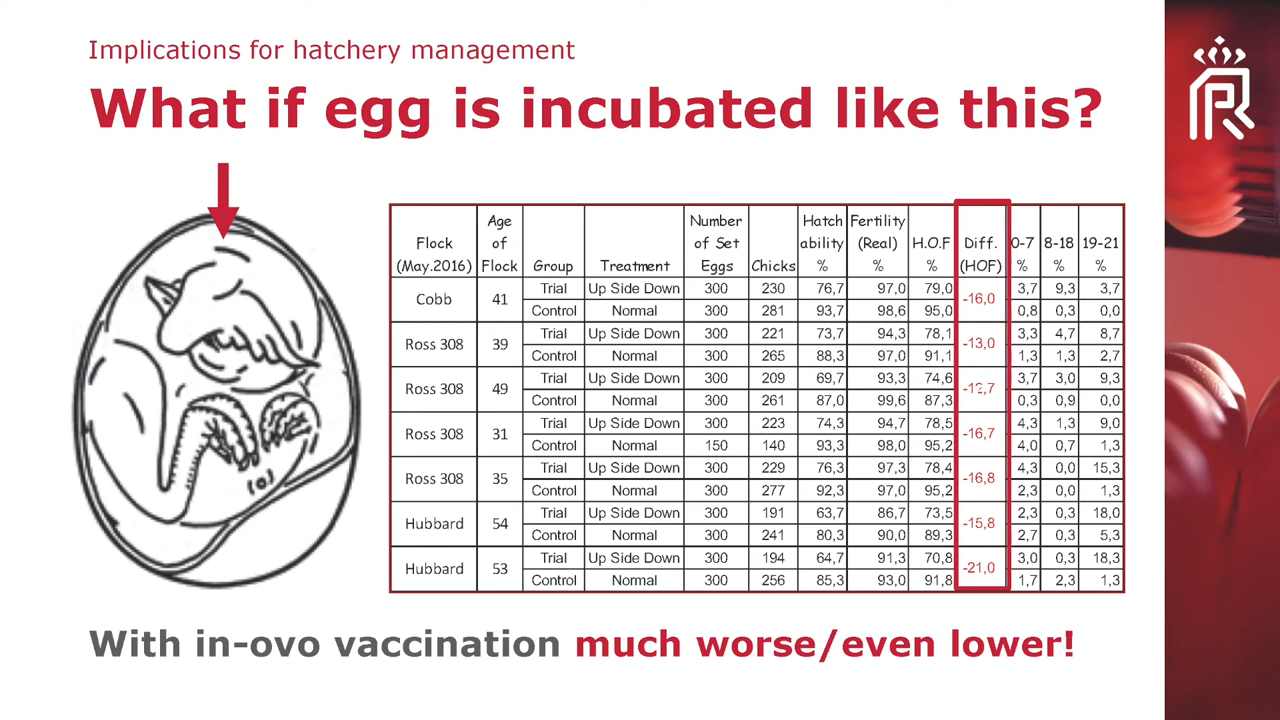 Implications for hatchery management
What if egg is incubated like this?
Flock (May.2016) Age of Flock Group Treatment Number of Set Eggs Chicks Hatch ability % Fertility (Real) % H.O.F % Diff. (HOF) 0-7 % 8-18 % 19-21 %
Cobb 41 Trial Up Side Down 300 230 76,7 97,0 79,0 -16,0 3,7 9,3 3,7
Control Normal 300 281 93,7 98,6 95,0 0,8 0,3 0,0
Ross 308 39 Trial Up Side Down 300 221 73,7 94,3 78,1 -13,0 3,3 4,7 8,7
Control Normal 300 265 88,3 97,0 91,1 1,3 1,3 2,7
Ross 308 49 Trial Up Side Down 300 209 69,7 93,3 74,6 -12,7 3,7 3,0 9,3
Control Normal 300 261 87,0 99,6 87,3 0,3 0,9 0,0
Ross 308 31 Trial Up Side Down 300 223 74,3 94,7 78,5 -16,7 4,3 1,3 9,0
Control Normal 150 140 93,3 98,0 95,2 4,0 0,7 1,3
Ross 308 35 Trial Up Side Down 300 229 76,3 97,3 78,4 -16,8 4,3 0,0 15,3
Control Normal 300 277 92,3 97,0 95,2 2,3 0,0 1,3
Hubbard 54 Trial Up Side Down 300 191 63,7 86,7 73,5 -15,8 2,3 0,3 18,0
Control Normal 300 241 80,3 90,0 89,3 2,7 0,3 5,3
Hubbard 53 Trial Up Side Down 300 194 64,7 91,3 70,8 -21,0 3,0 0,3 18,3
Control Normal 300 256 85,3 93,0 91,8 1,7 2,3 1,3
With in-ovo vaccination much worse/even lower!